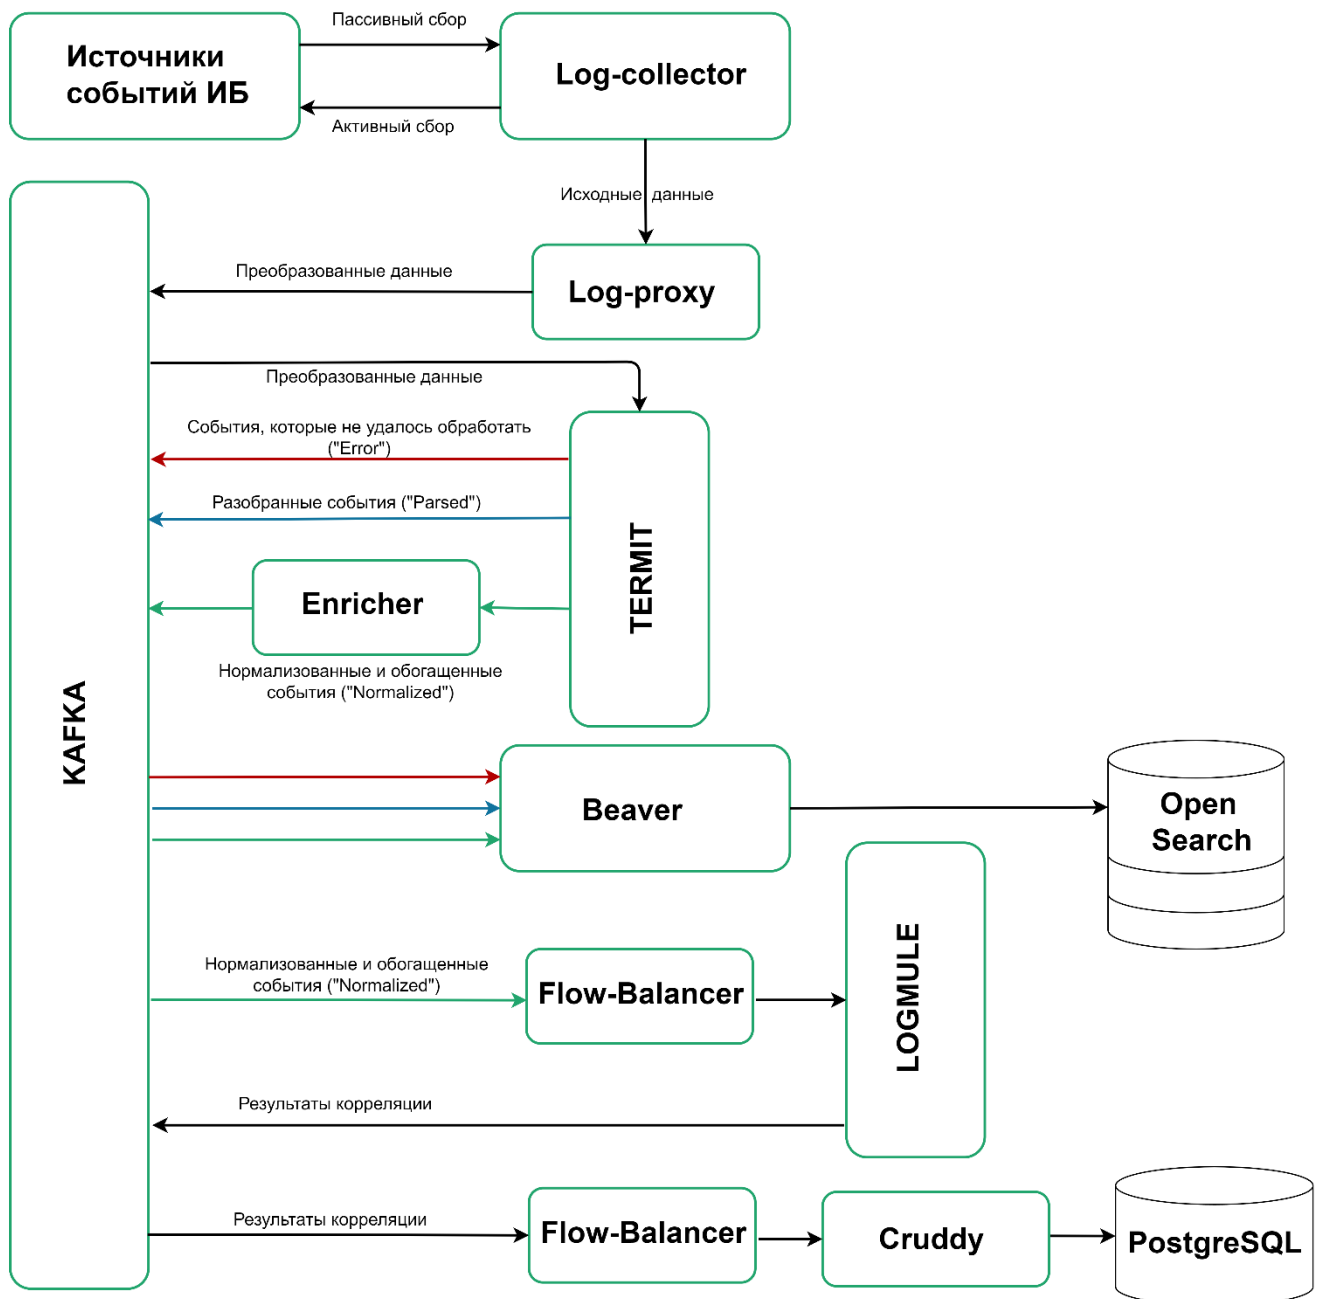 Пассивный сбор
Источники
событий ИБ
Log-collector
Активный сбор
Исходные данные
Преобразованные данные
Log-proxy
Преобразованные данные
События, которые не удалось обработать
("Error")
Разобранные события ("Parsed")
TERMIT
Enricher
Нормализованные и обогащенные
события ("Normalized")
KAFKA
Beaver
Open
Search
LOGMULE
Нормализованные и обогащенные
события ("Normalized")
Flow-Balancer
Результаты корреляции
Результаты корреляции
Flow-Balancer
Cruddy
PostgreSQL